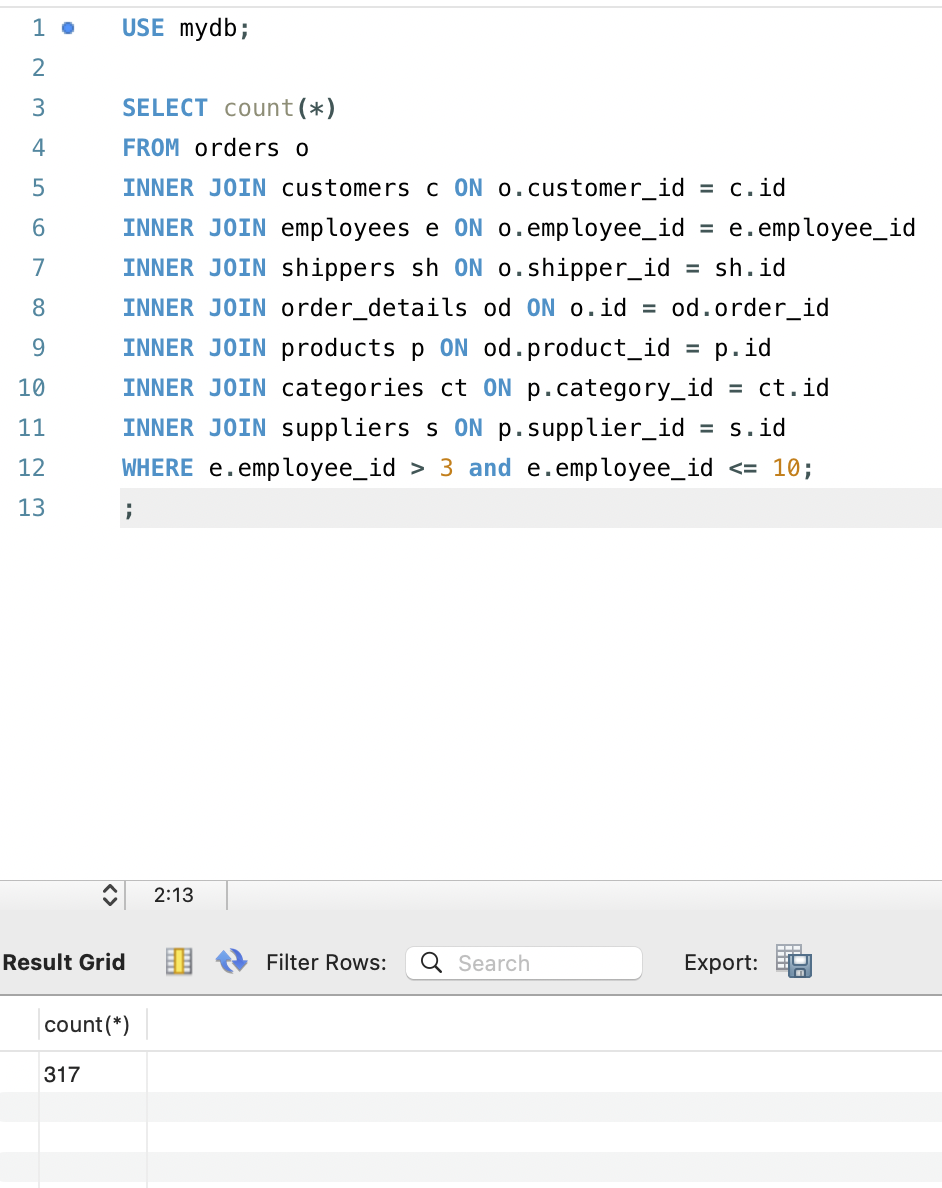 1 USE mydb;
2
3 SELECT count(*)
4 FROM orders o
5 INNER JOIN customers c ON o.customer_id = c.id
6 INNER JOIN employees e ON o.employee_id = e.employee_id
7 INNER JOIN shippers sh ON o.shipper_id = sh.id
8 INNER JOIN order_details od ON o.id = od.order_id
9 INNER JOIN products p ON od.product_id = p.id
10 INNER JOIN categories ct ON p.category_id = ct.id
11 INNER JOIN suppliers s ON p.supplier_id = s.id
12 WHERE e.employee_id > 3 and e.employee_id <= 10;
13 ;
2:13
Result Grid Filter Rows: Search Export:
count(*)
317